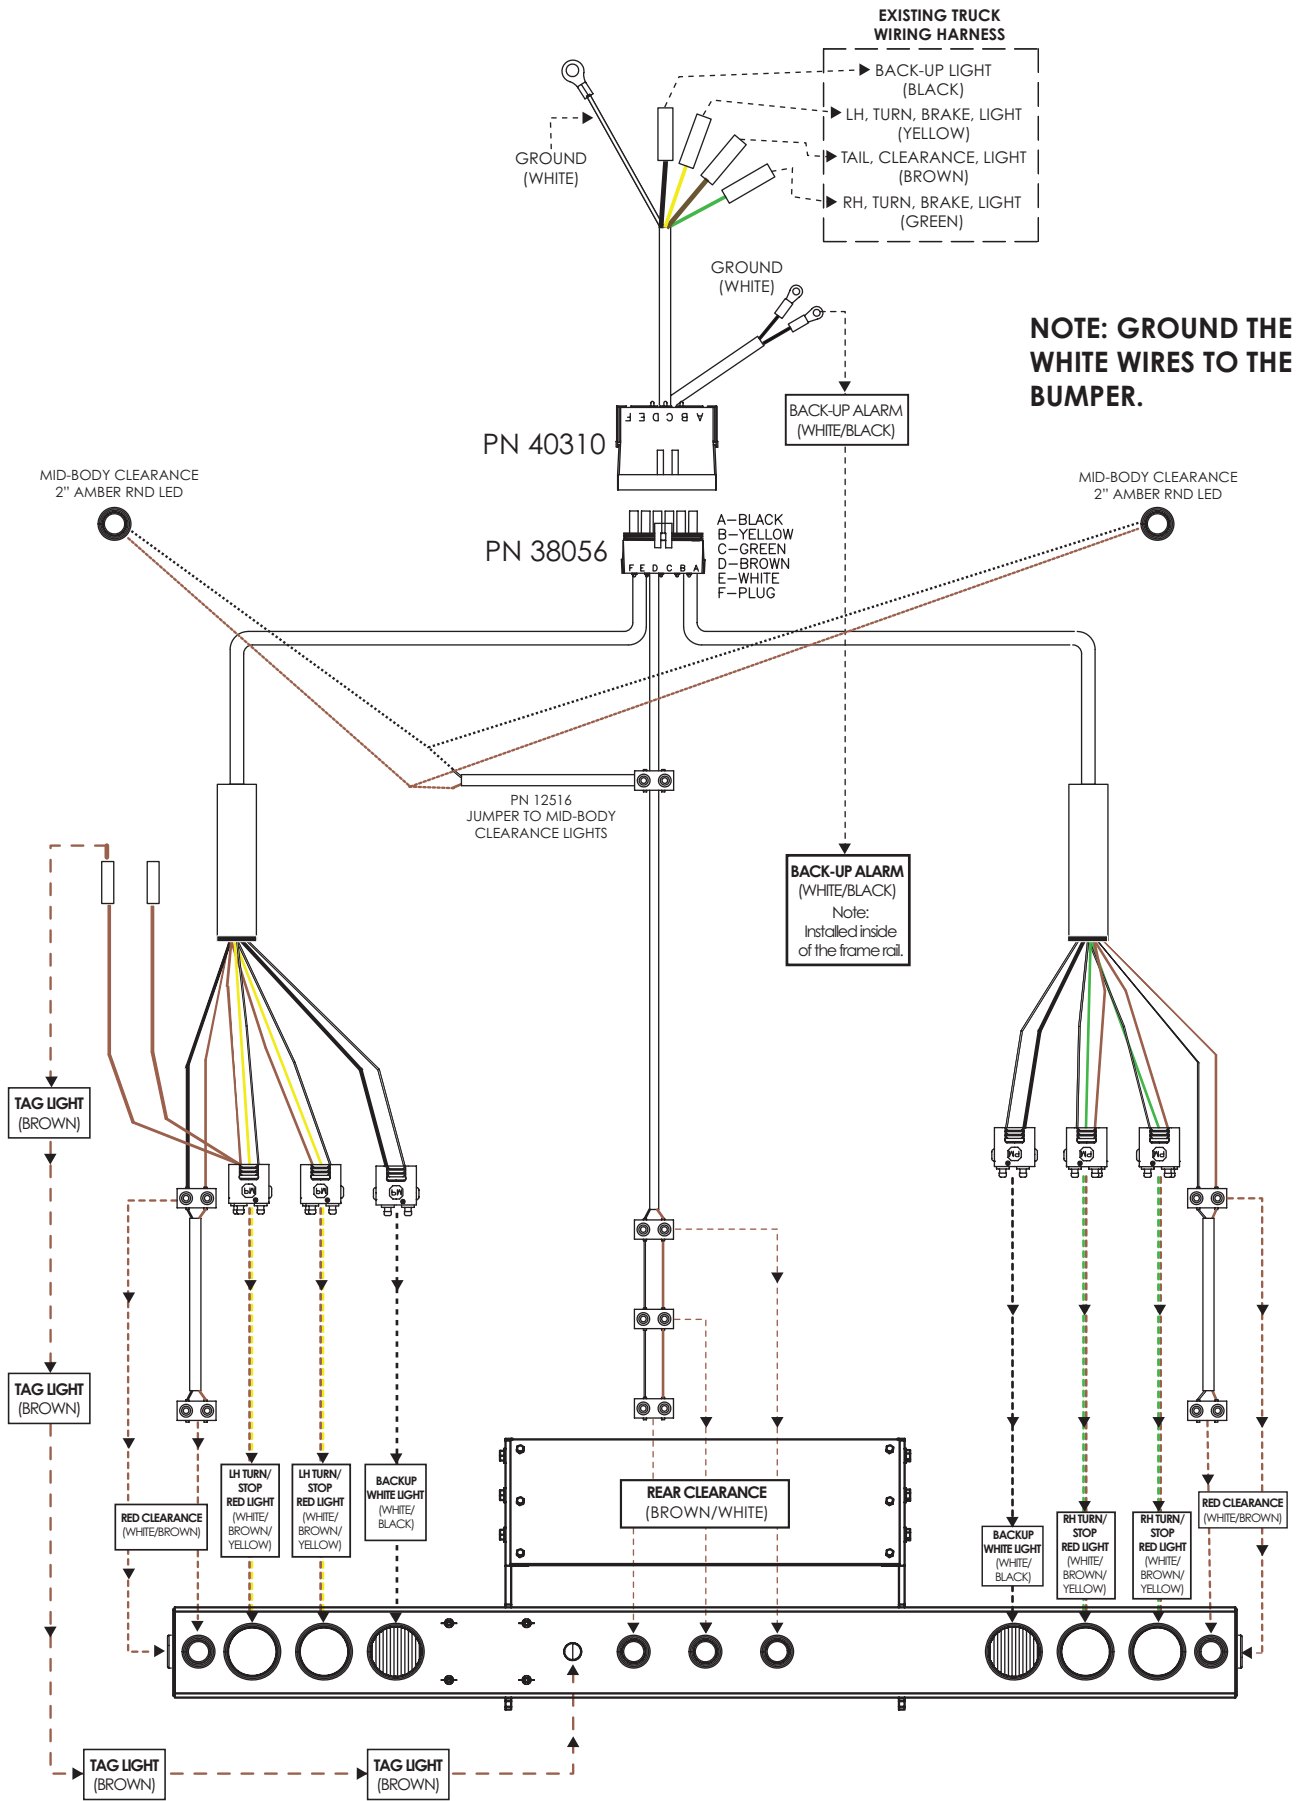 EXISTING TRUCK
WIRING HARNESS
BACK-UP LIGHT
(BLACK)
LH, TURN, BRAKE, LIGHT
(YELLOW)
TAIL, CLEARANCE, LIGHT
(BROWN)
RH, TURN, BRAKE, LIGHT
(GREEN)
GROUND
(WHITE)
GROUND
(WHITE)
NOTE: GROUND THE
WHITE WIRES TO THE
BUMPER.
BACK-UP ALARM
(WHITE/BLACK)
F E D C B A
PN 40310
MID-BODY CLEARANCE
2" AMBER RND LED
MID-BODY CLEARANCE
2" AMBER RND LED
PN 38056
F E D C B A
A-BLACK
B-YELLOW
C-GREEN
D-BROWN
E-WHITE
F-PLUG
PN 12516
JUMPER TO MID-BODY
CLEARANCE LIGHTS
BACK-UP ALARM
(WHITE/BLACK)
Note:
Installed inside
of the frame rail.
TAG LIGHT
(BROWN)
PM
PM
PM
PM
PM
PM
TAG LIGHT
(BROWN)
RED CLEARANCE
(WHITE/BROWN)
LH TURN/
STOP
RED LIGHT
(WHITE/
BROWN/
YELLOW)
LH TURN/
STOP
RED LIGHT
(WHITE/
BROWN/
YELLOW)
BACKUP
WHITE LIGHT
(WHITE/
BLACK)
REAR CLEARANCE
(BROWN/WHITE)
BACKUP
WHITE LIGHT
(WHITE/
BLACK)
RH TURN/
STOP
RED LIGHT
(WHITE/
BROWN/
YELLOW)
RH TURN/
STOP
RED LIGHT
(WHITE/
BROWN/
YELLOW)
RED CLEARANCE
(WHITE/BROWN)
TAG LIGHT
(BROWN)
TAG LIGHT
(BROWN)